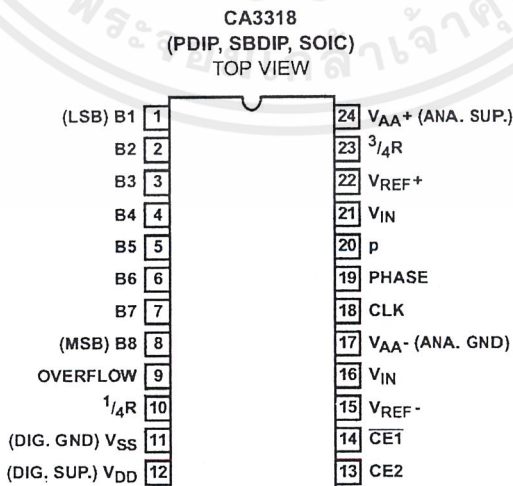 CA3318
(PDIP, SBDIP, SOIC)
TOP VIEW
(LSB) B1 1
B2 2
B3 3
B4 4
B5 5
B6 6
B7 7
(MSB) B8 8
OVERFLOW 9
1/4R 10
(DIG. GND) VSS 11
(DIG. SUP.) VDD 12
24 VAA+ (ANA. SUP.)
23 3/4R
22 VREF+
21 VIN
20 p
19 PHASE
18 CLK
17 VAA- (ANA. GND)
16 VIN
15 VREF-
14 CE1
13 CE2